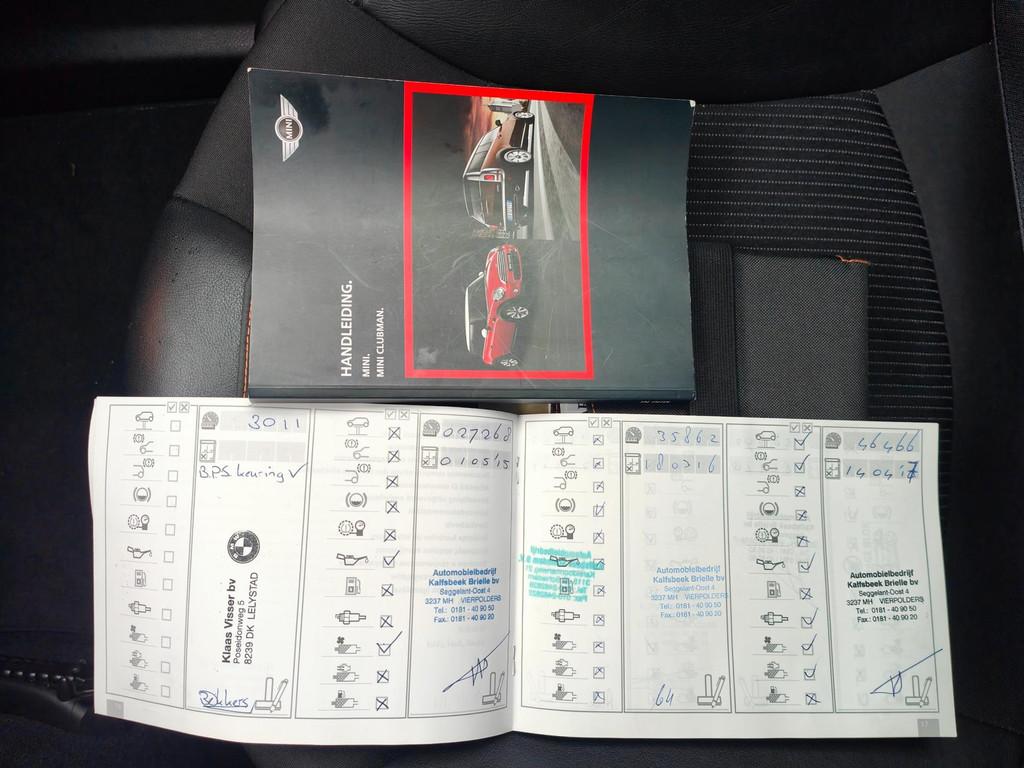 MINI
HANDLEIDING.
MINI.
MINI CLUBMAN.
3011
B.P.S keuring V
Klaas Visser bv
Poseidonweg 5
8239 DK LELYSTAD
027268
010515
Automobielbedrijf
Kalfsbeek Brielle bv
Seggelant-Oost 4
3237 MH VIERPOLDERS
Tel.: 0181 - 40 90 50
Fax.: 0181 - 40 90 20
35862
180316
Automobielbedrijf
Kalfsbeek Brielle bv
Seggelant-Oost 4
3237 MH VIERPOLDERS
Tel.: 0181 - 40 90 50
Fax.: 0181 - 40 90 20
64
46466
140417
Automobielbedrijf
Kalfsbeek Brielle bv
Seggelant-Oost 4
3237 MH VIERPOLDERS
Tel.: 0181 - 40 90 50
Fax.: 0181 - 40 90 20
17